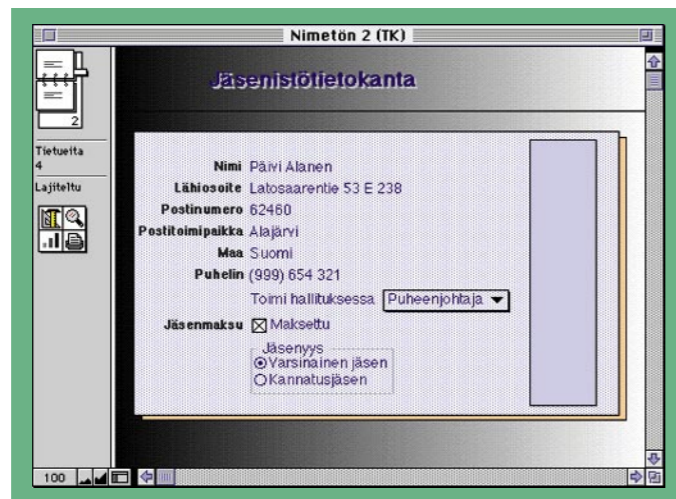 Nimetön 2 (TK)
Jäsenistötietokanta
2
Tietueita
4
Lajiteltu
Nimi Päivi Alanen
Lähiosoite Latosaarentie 53 E 238
Postinumero 62460
Postitoimipaikka Alajärvi
Maa Suomi
Puhelin (999) 654 321
Toimi hallituksessa Puheenjohtaja
Jäsenmaksu Maksettu
Jäsenyys
Varsinainen jäsen
Kannatusjäsen
100